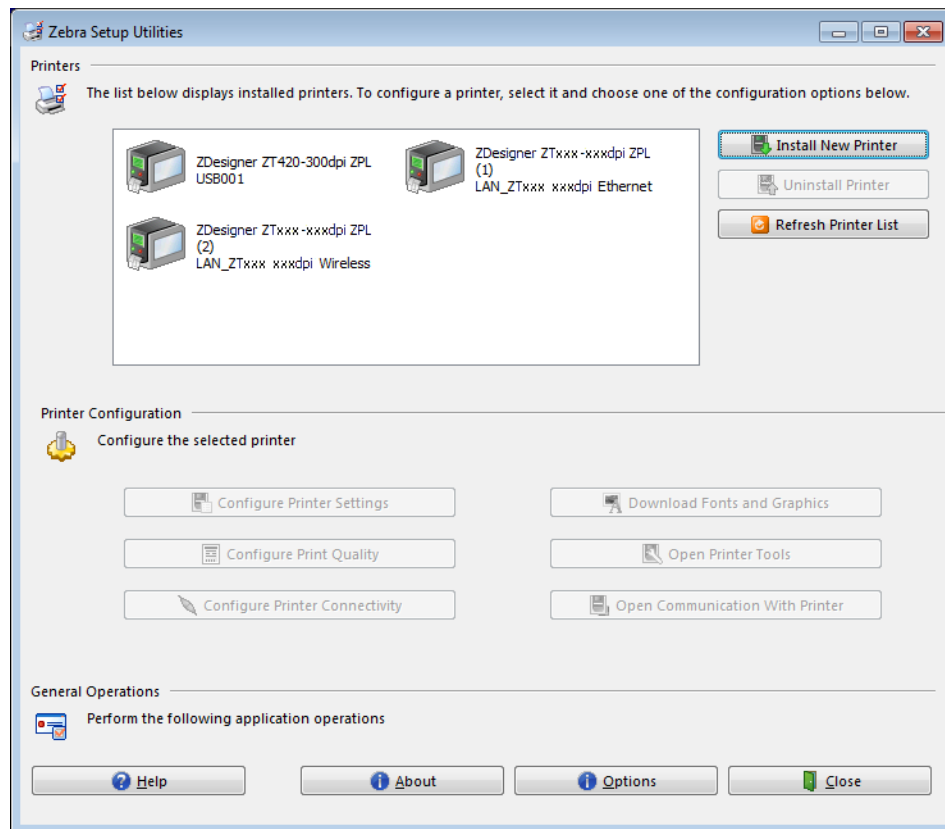 Zebra Setup Utilities
Printers
The list below displays installed printers. To configure a printer, select it and choose one of the configuration options below.
ZDesigner ZT420-300dpi ZPL
USB001
ZDesigner ZTxxx-xxxdpi ZPL
(1)
LAN_ZTxxx xxxdpi Ethernet
ZDesigner ZTxxx-xxxdpi ZPL
(2)
LAN_ZTxxx xxxdpi Wireless
Install New Printer
Uninstall Printer
Refresh Printer List
Printer Configuration
Configure the selected printer
Configure Printer Settings
Download Fonts and Graphics
Configure Print Quality
Open Printer Tools
Configure Printer Connectivity
Open Communication With Printer
General Operations
Perform the following application operations
Help
About
Options
Close